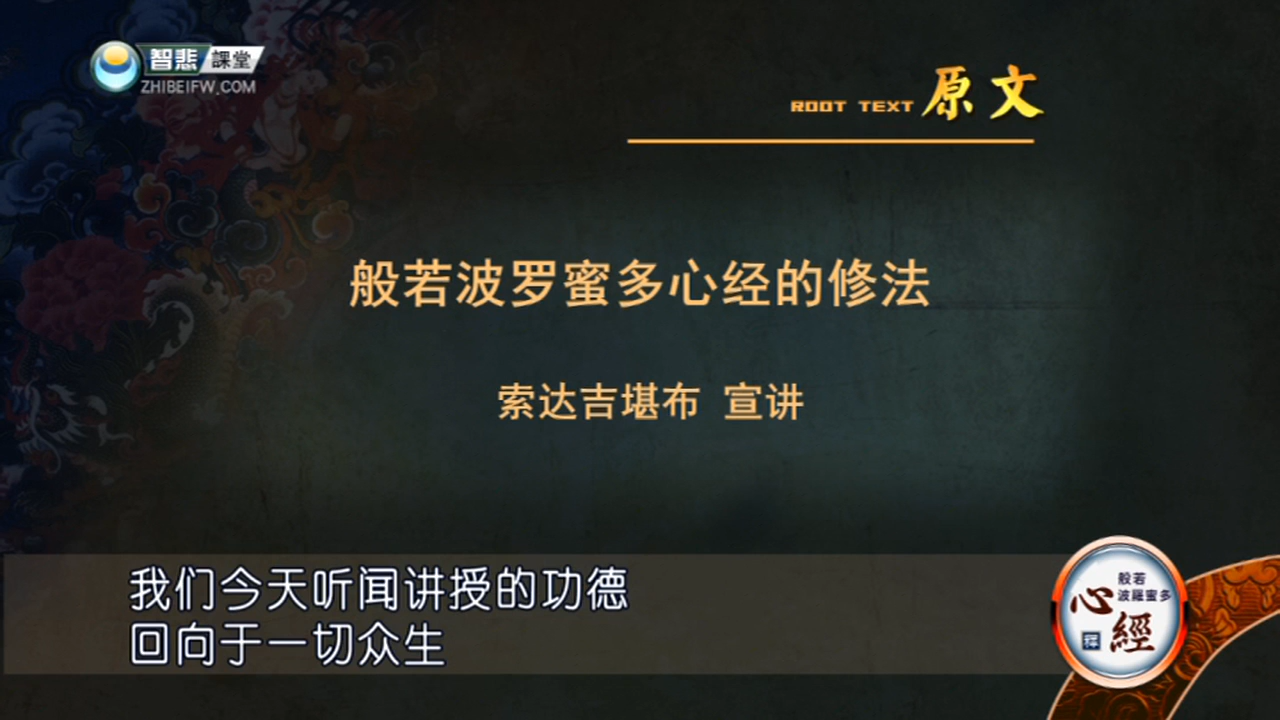 智悲課堂
ZHIBEIFW.COM
ROOT TEXT 原文
般若波罗蜜多心经的修法
索达吉堪布 宣讲
我们今天听闻讲授的功德
回向于一切众生
般若
波羅蜜多
心經